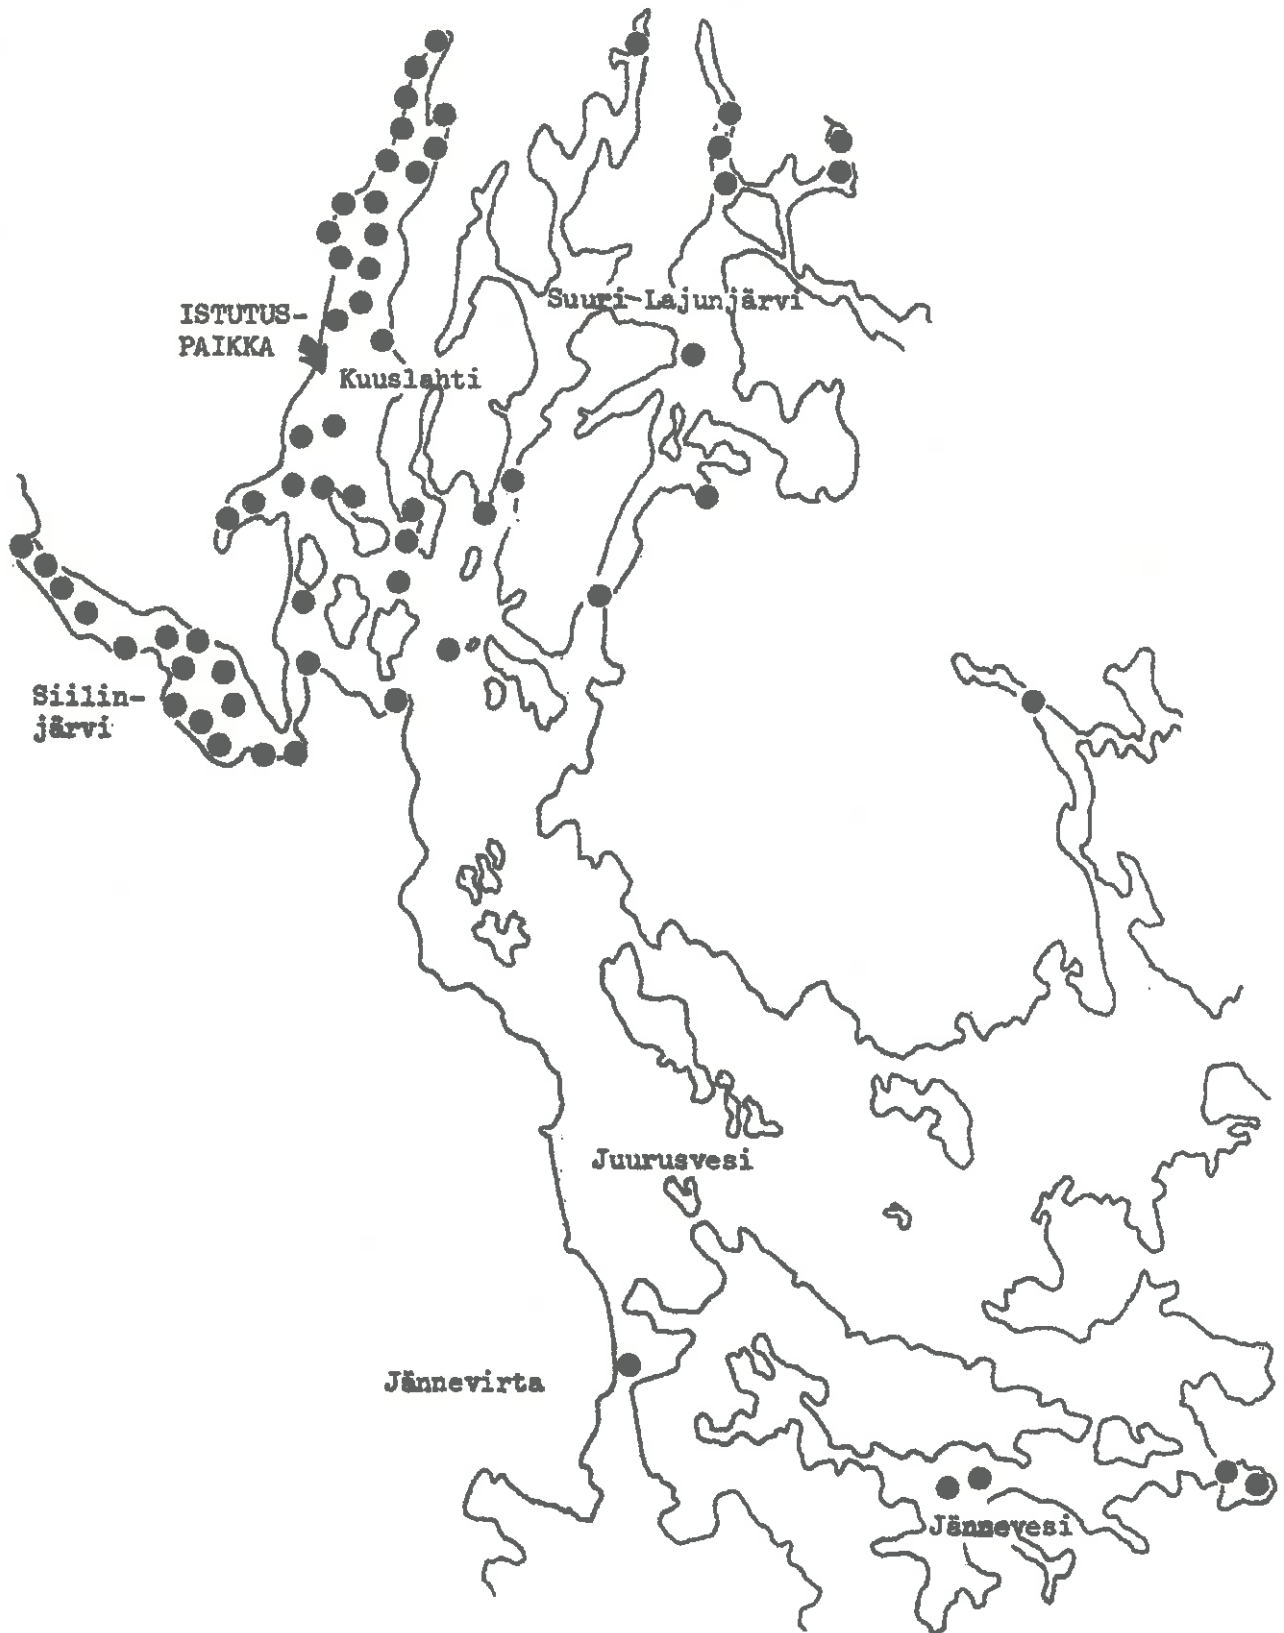 Suuri-Lajunjärvi
ISTUTUS-
PAIKKA
Kuuslahti
Siilin-
järvi
Juurusvesi
Jännevirta
Jännevesi